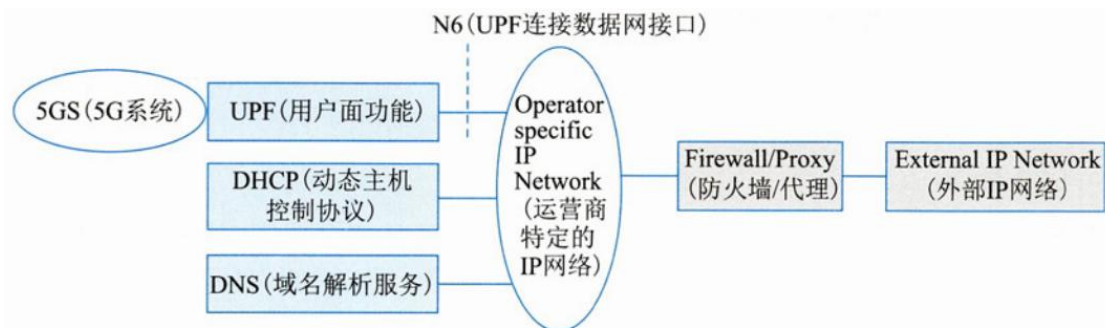 N6(UPF连接数据网接口)
5GS(5G系统)
UPF(用户面功能)
DHCP(动态主机
控制协议)
DNS(域名解析服务)
Operator
specific
IP
Network
(运营商
特定的
IP网络)
Firewall/Proxy
(防火墙/代理)
External IP Network
(外部IP网络)